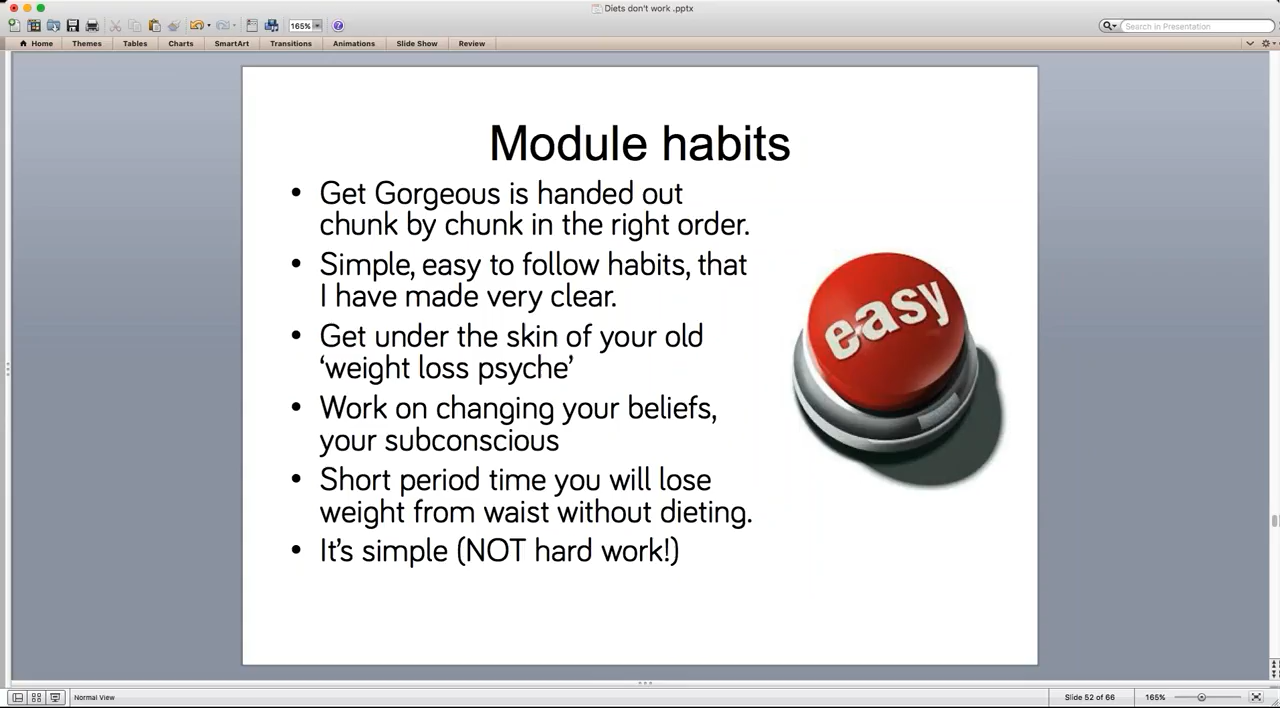 Diets don't work .pptx
165%
Search in Presentation
Home Themes Tables Charts SmartArt Transitions Animations Slide Show Review
Module habits
• Get Gorgeous is handed out
chunk by chunk in the right order.
• Simple, easy to follow habits, that
I have made very clear.
• Get under the skin of your old
‘weight loss psyche’
• Work on changing your beliefs,
your subconscious
• Short period time you will lose
weight from waist without dieting.
• It's simple (NOT hard work!)
easy
Normal View Slide 52 of 66 165%